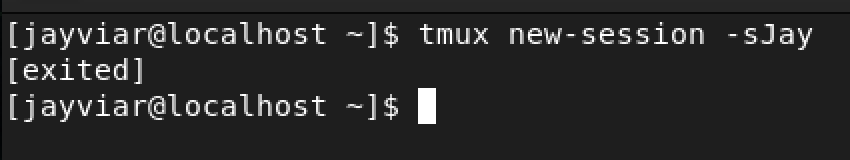 [jayviar@localhost ~]$ tmux new-session -sJay
[exited]
[jayviar@localhost ~]$